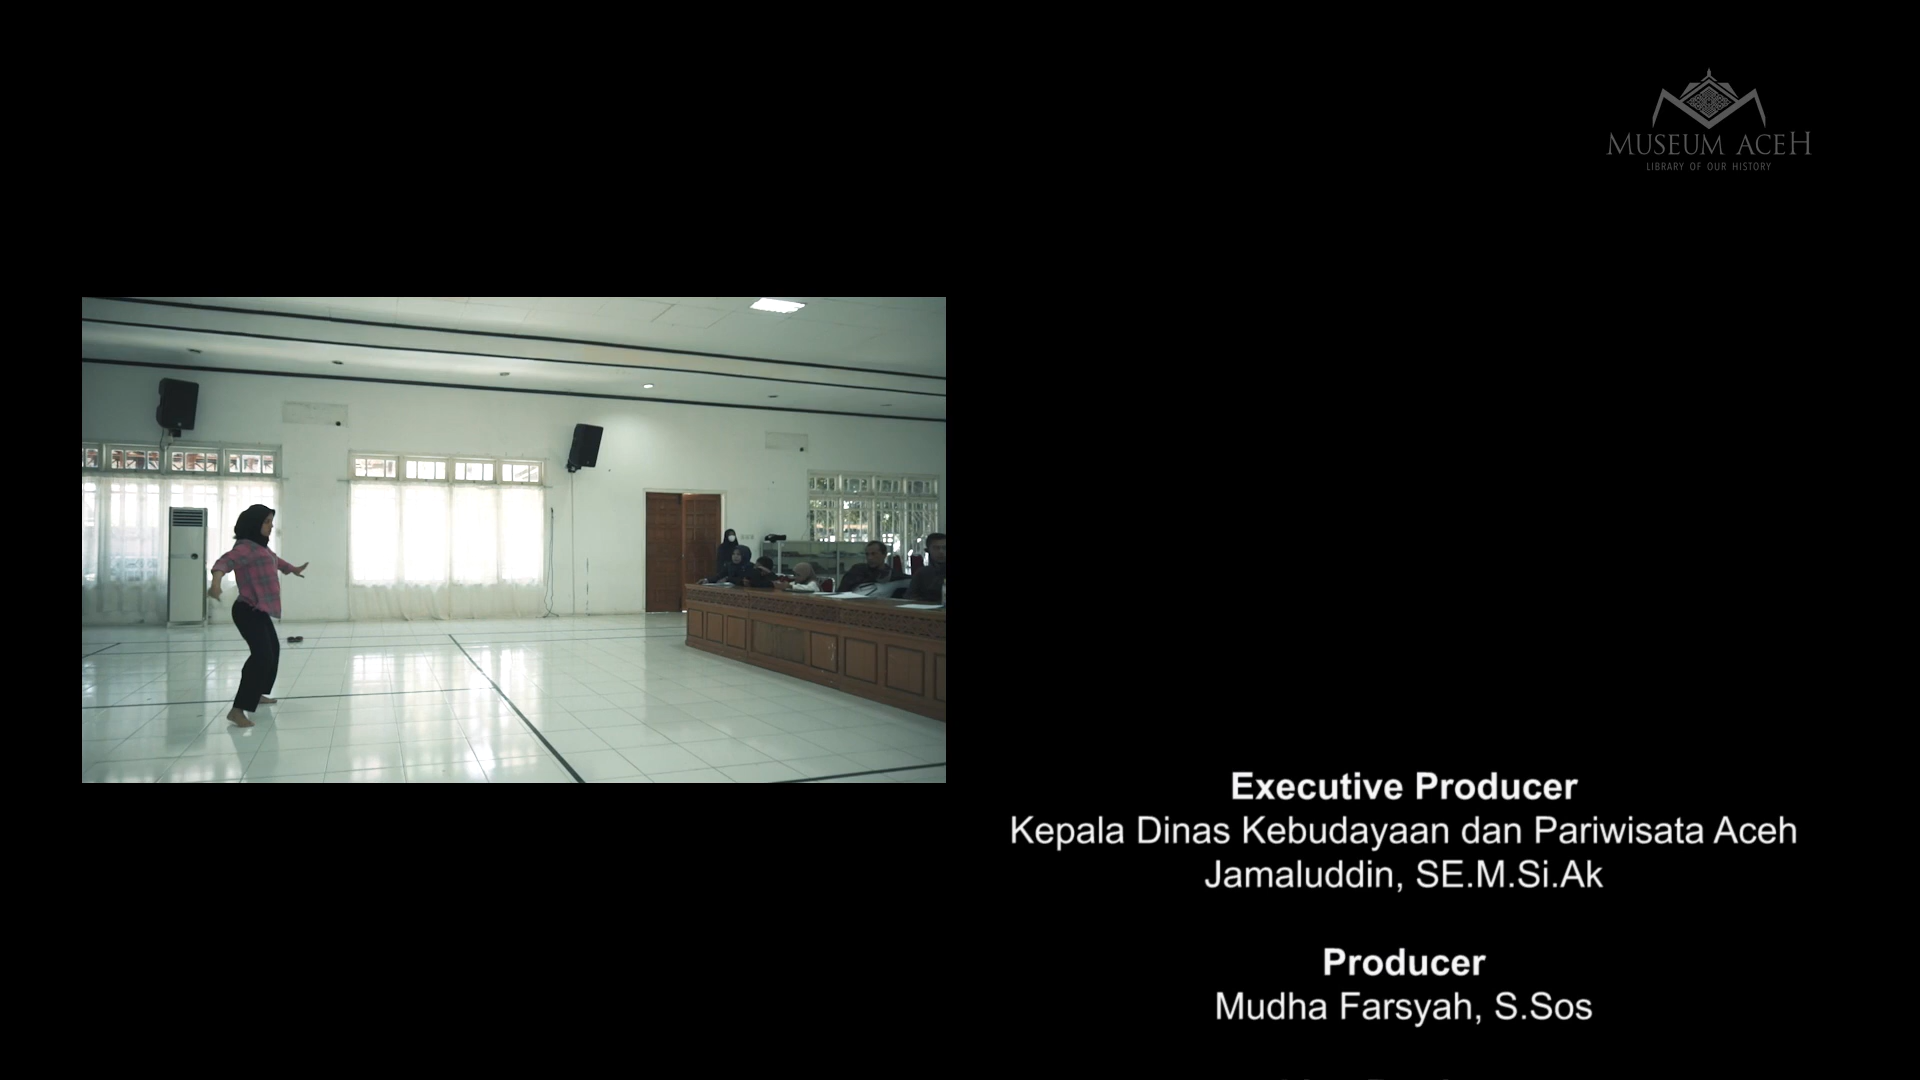 MUSEUM ACEH
LIBRARY OF OUR HISTORY
Executive Producer
Kepala Dinas Kebudayaan dan Pariwisata Aceh
Jamaluddin, SE.M.Si.Ak
Producer
Mudha Farsyah, S.Sos